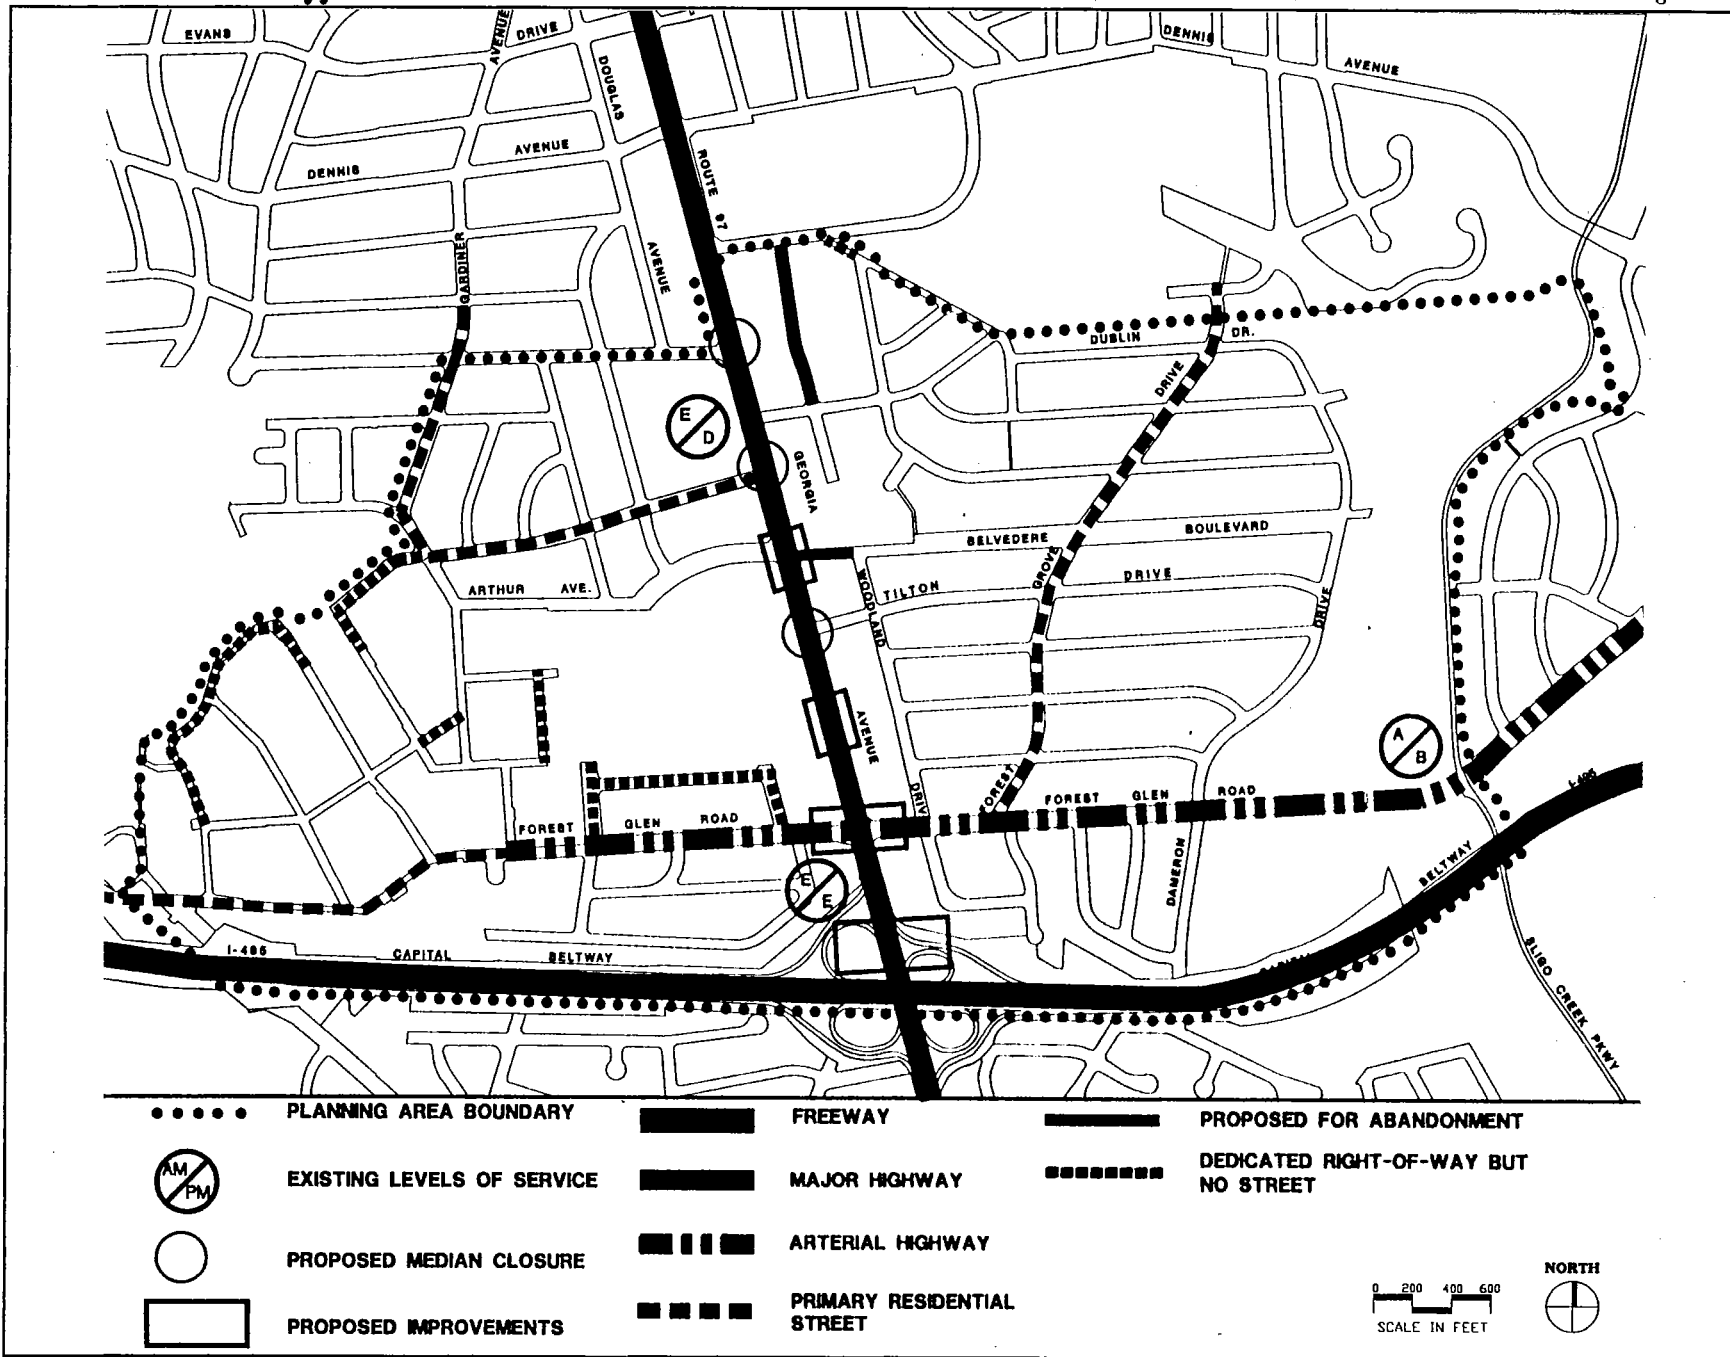 EVANS
AVENUE
DRIVE
DENNIS
AVENUE
DOUGLAS
AVENUE
DENNIS
ROUTE 97
GARDINER
AVENUE
DUBLIN
DR.
DRIVE
E
D
GEORGIA
BELVEDERE
BOULEVARD
GROVE
ARTHUR AVE.
WOODLAND
TILTON
DRIVE
DRIVE
AVENUE
A
B
I-495
FOREST
DRIV
FOREST
GLEN
ROAD
FOREST
GLEN
ROAD
DAMERON
BELTWAY
E
E
I-495
CAPITAL
BELTWAY
CAPITAL
SLIGO CREEK PKWY
PLANNING AREA BOUNDARY
FREEWAY
PROPOSED FOR ABANDONMENT
AM
PM
EXISTING LEVELS OF SERVICE
MAJOR HIGHWAY
DEDICATED RIGHT-OF-WAY BUT
NO STREET
PROPOSED MEDIAN CLOSURE
ARTERIAL HIGHWAY
PROPOSED IMPROVEMENTS
PRIMARY RESIDENTIAL
STREET
0 200 400 600
SCALE IN FEET
NORTH